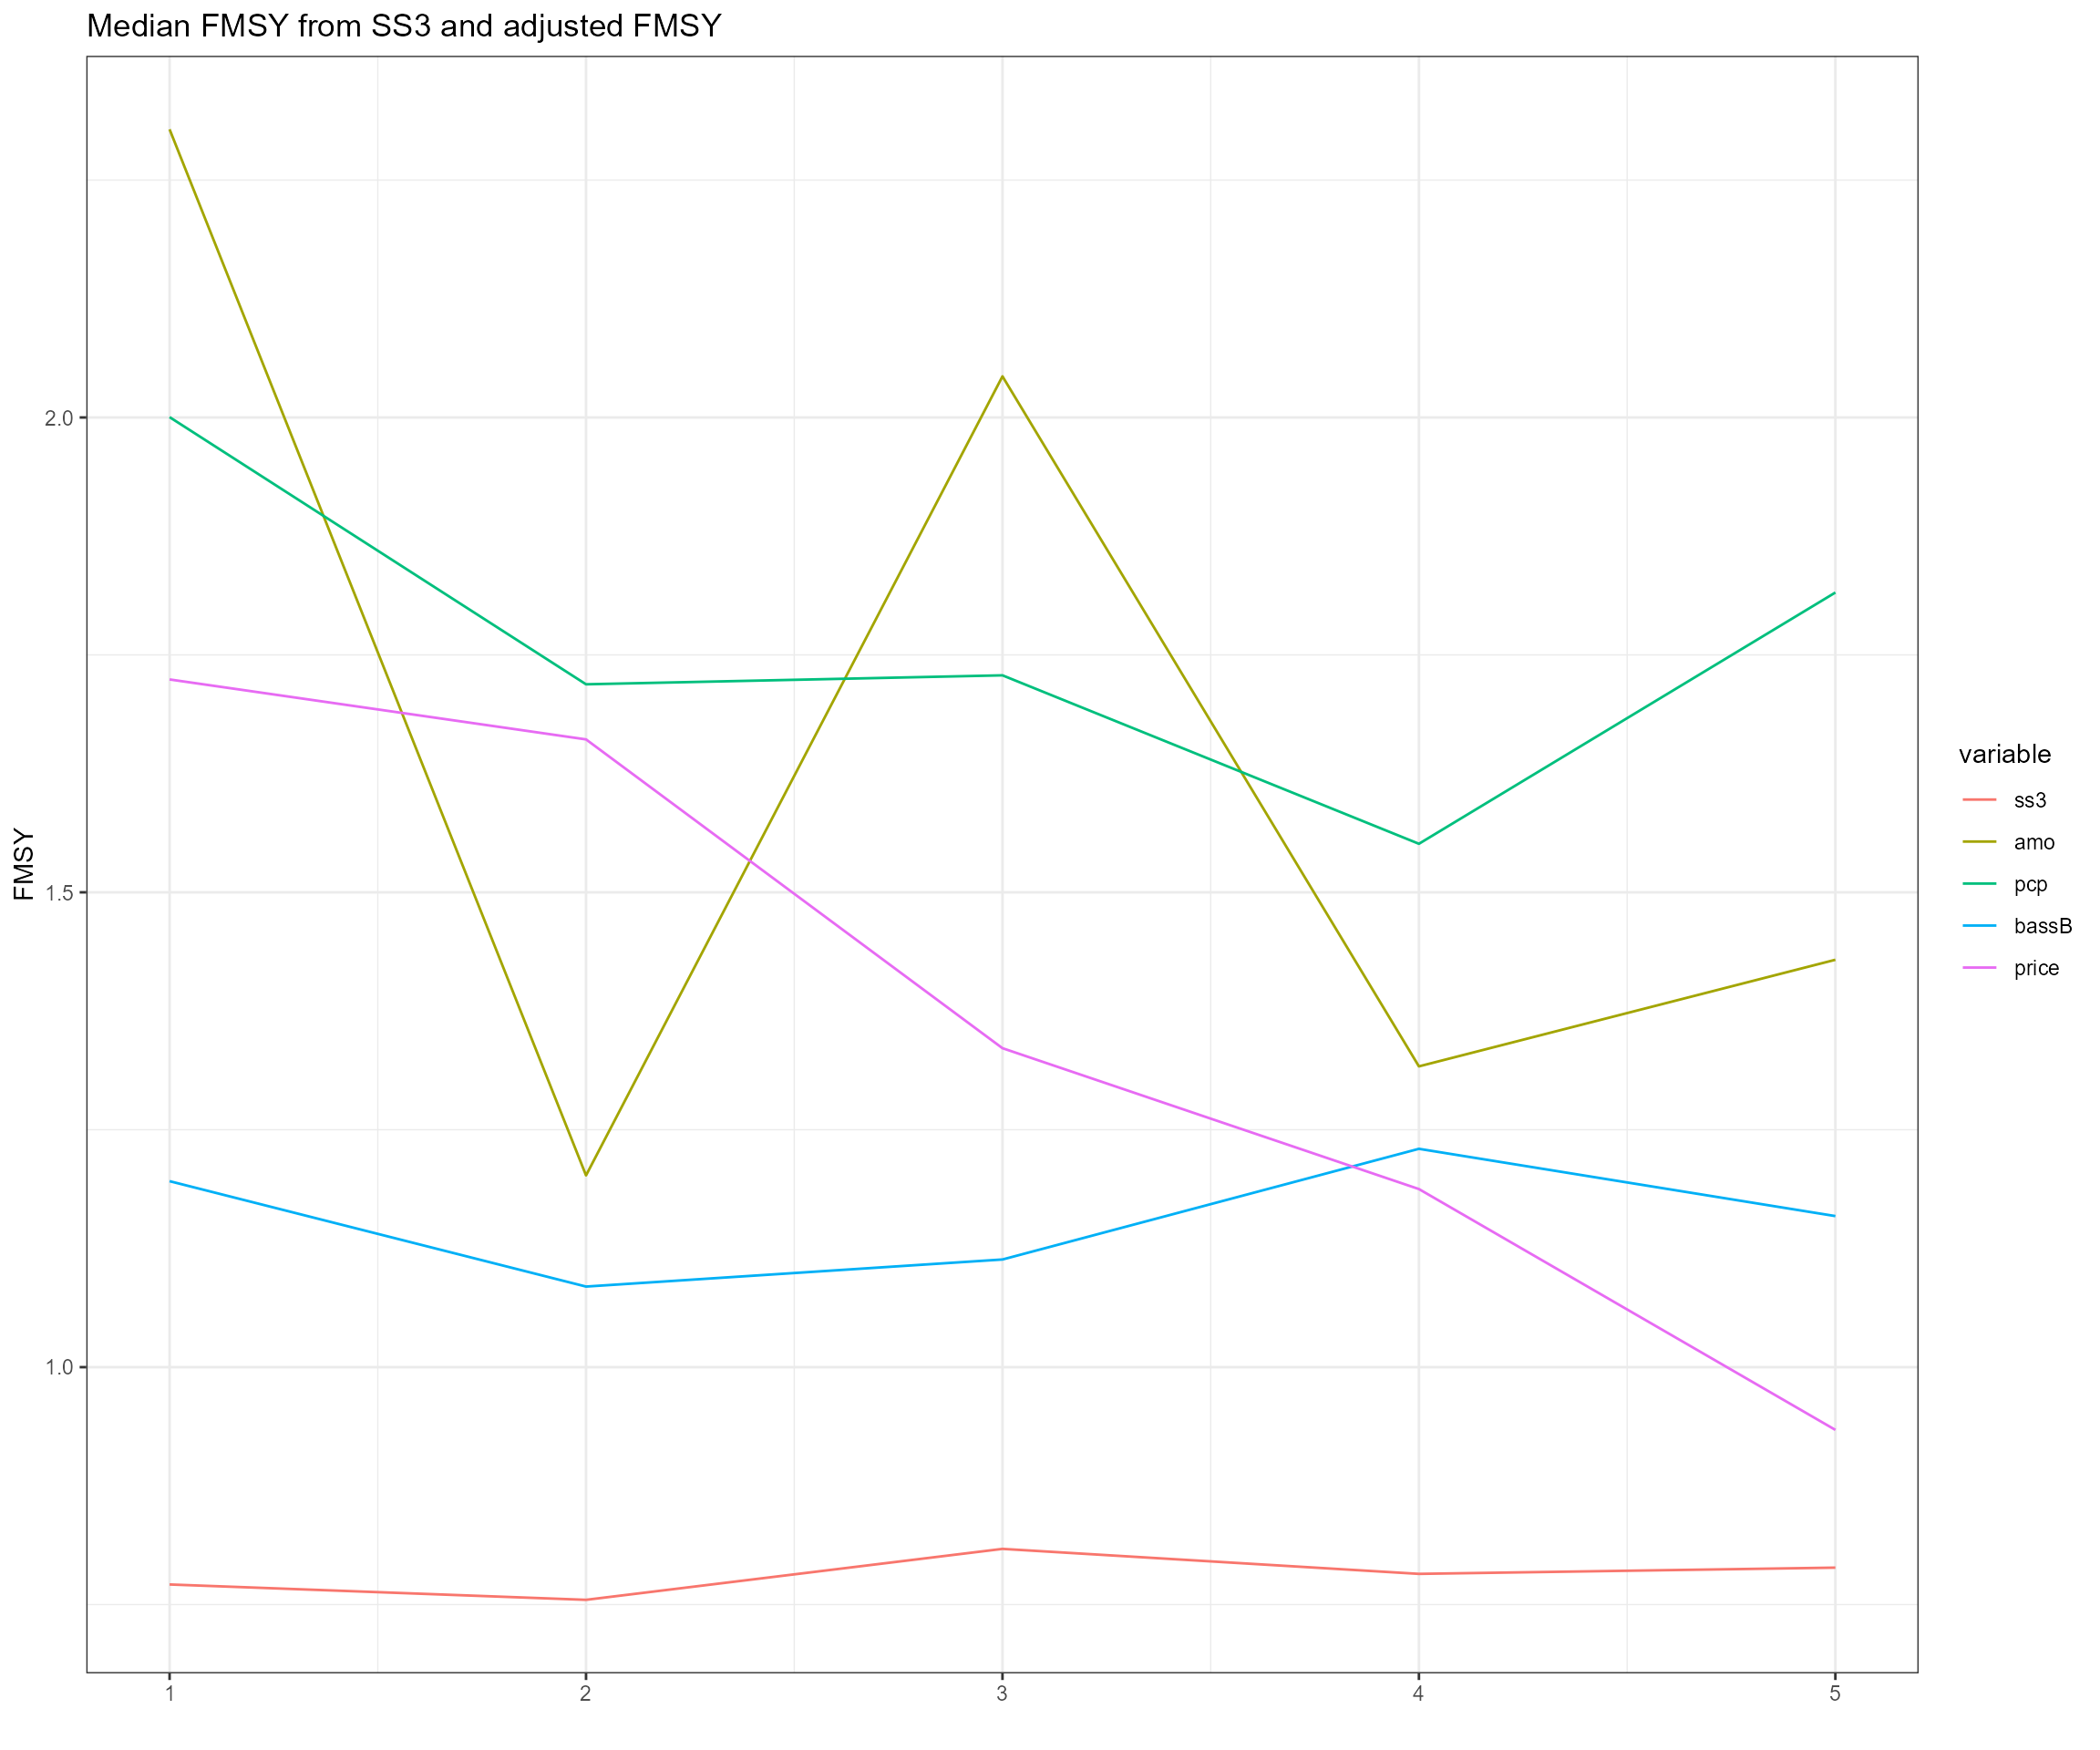 Median FMSY from SS3 and adjusted FMSY
FMSY
2.0
1.5
1.0
1 2 3 4 5
variable
ss3
amo
pcp
bassB
price